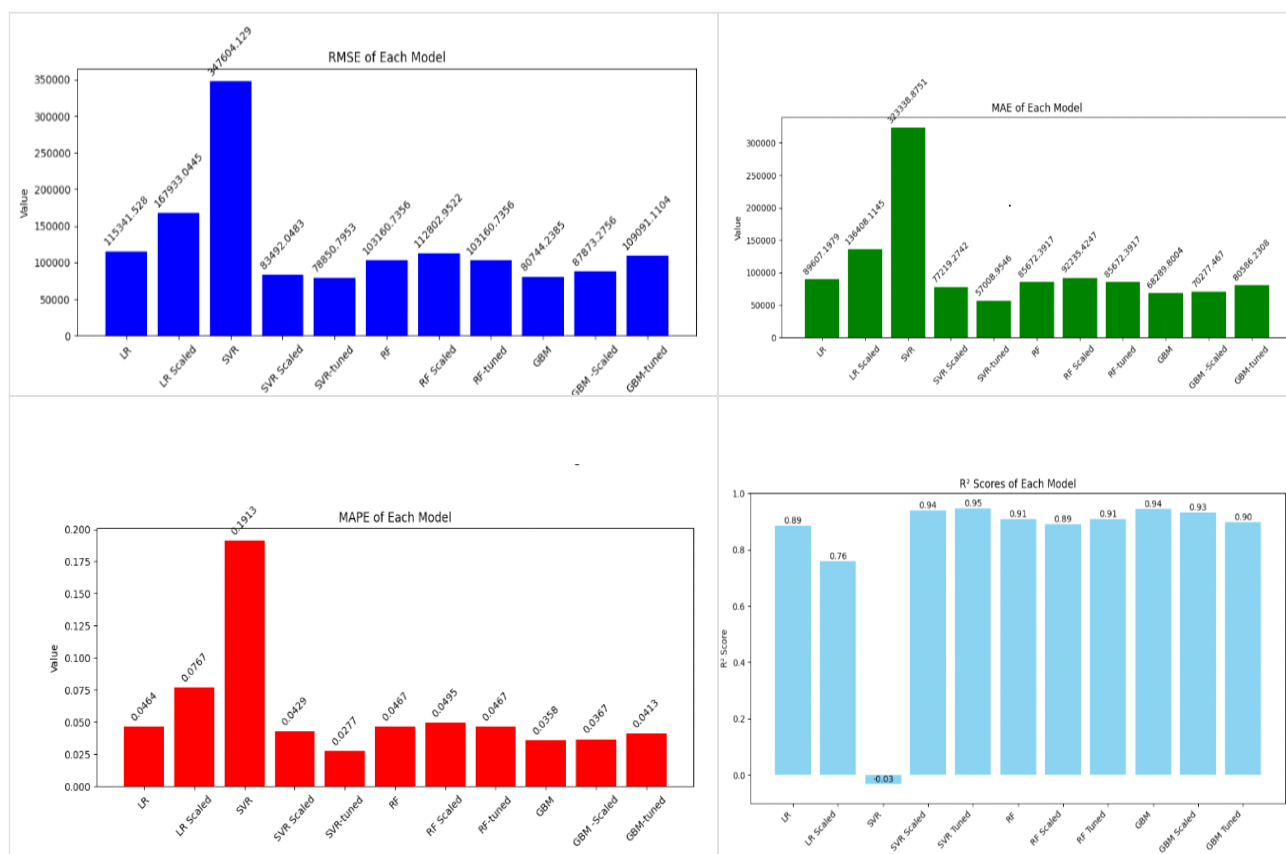 RMSE of Each Model
Value
350000
300000
250000
200000
150000
100000
50000
0
115341.528
167933.0445
347604.129
83492.0483
78850.7953
103160.7356
112802.9522
103160.7356
80744.2385
87873.2756
109091.1104
LR
LR Scaled
SVR
SVR Scaled
SVR-tuned
RF
RF Scaled
RF-tuned
GBM
GBM -Scaled
GBM-tuned
MAE of Each Model
Value
300000
250000
200000
150000
100000
50000
0
89607.1979
136408.1145
323338.8751
77219.2742
57008.9546
85672.3917
92235.4247
85672.3917
68289.8004
70277.467
80586.2308
LR
LR Scaled
SVR
SVR Scaled
SVR-tuned
RF
RF Scaled
RF-tuned
GBM
GBM -Scaled
GBM-tuned
MAPE of Each Model
Value
0.200
0.175
0.150
0.125
0.100
0.075
0.050
0.025
0.000
0.0464
0.0767
0.1913
0.0429
0.0277
0.0467
0.0495
0.0467
0.0358
0.0367
0.0413
LR
LR Scaled
SVR
SVR Scaled
SVR-tuned
RF
RF Scaled
RF-tuned
GBM
GBM -Scaled
GBM-tuned
R² Scores of Each Model
R² Score
1.0
0.8
0.6
0.4
0.2
0.0
0.89
0.76
-0.03
0.94
0.95
0.91
0.89
0.91
0.94
0.93
0.90
LR
LR Scaled
SVR
SVR Scaled
SVR Tuned
RF
RF Scaled
RF Tuned
GBM
GBM Scaled
GBM Tuned